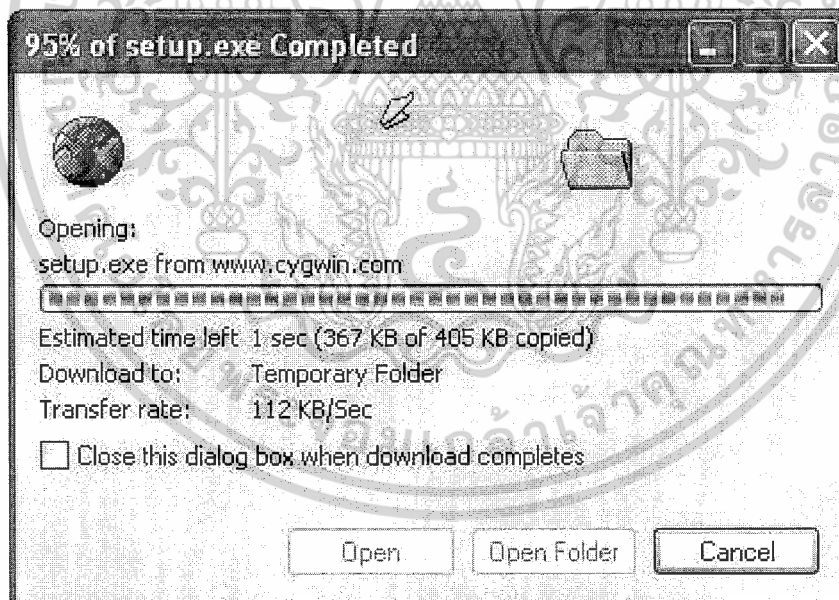 95% of setup.exe Completed
Opening:
setup.exe from www.cygwin.com
Estimated time left 1 sec (367 KB of 405 KB copied)
Download to: Temporary Folder
Transfer rate: 112 KB/Sec
Close this dialog box when download completes
Open Open Folder Cancel